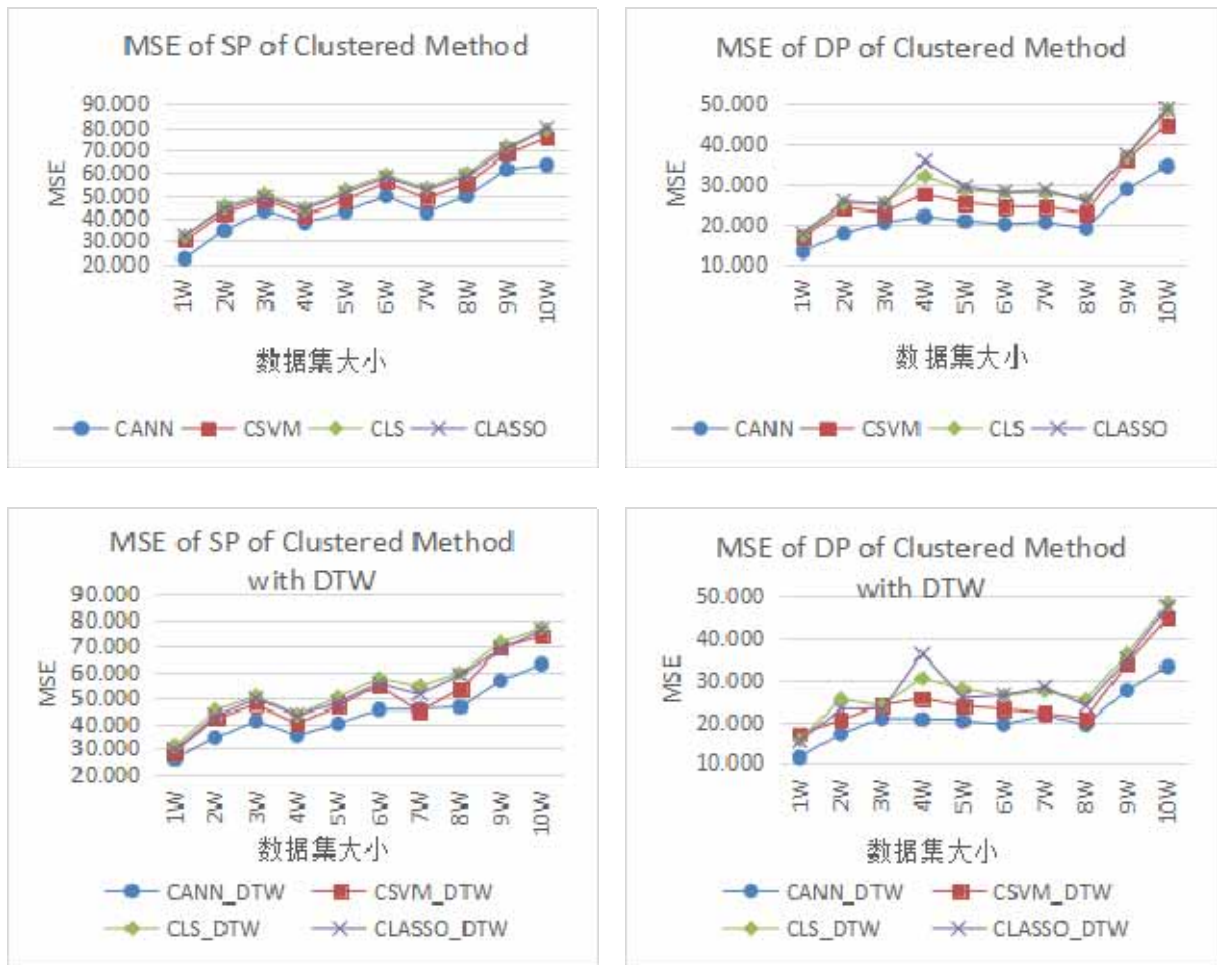 MSE of SP of Clustered Method
90.000
80.000
70.000
60.000
50.000
40.000
30.000
20.000
MSE
1W 2W 3W 4W 5W 6W 7W 8W 9W 10W
数据集大小
CANN CSVM CLS CLASSO
MSE of DP of Clustered Method
50.000
40.000
30.000
20.000
10.000
MSE
1W 2W 3W 4W 5W 6W 7W 8W 9W 10W
数据集大小
CANN CSVM CLS CLASSO
MSE of SP of Clustered Method
with DTW
90.000
80.000
70.000
60.000
50.000
40.000
30.000
20.000
MSE
1W 2W 3W 4W 5W 6W 7W 8W 9W 10W
数据集大小
CANN_DTW CSVM_DTW
CLS_DTW CLASSO_DTW
MSE of DP of Clustered Method
with DTW
50.000
40.000
30.000
20.000
10.000
MSE
1W 2W 3W 4W 5W 6W 7W 8W 9W 10W
数据集大小
CANN_DTW CSVM_DTW
CLS_DTW CLASSO_DTW